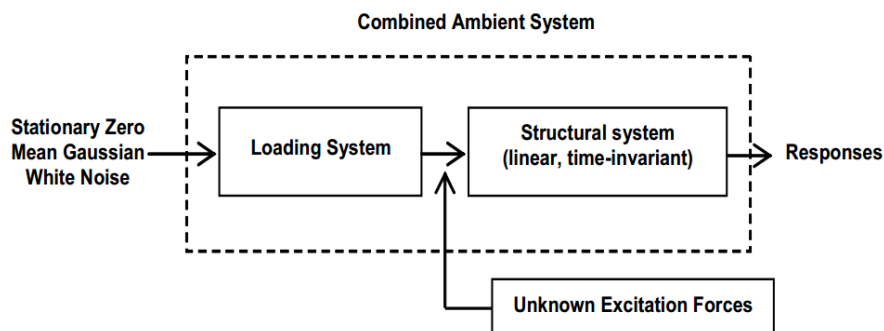 Combined Ambient System
Stationary Zero
Mean Gaussian
White Noise
Loading System
Structural system
(linear, time-invariant)
Responses
Unknown Excitation Forces